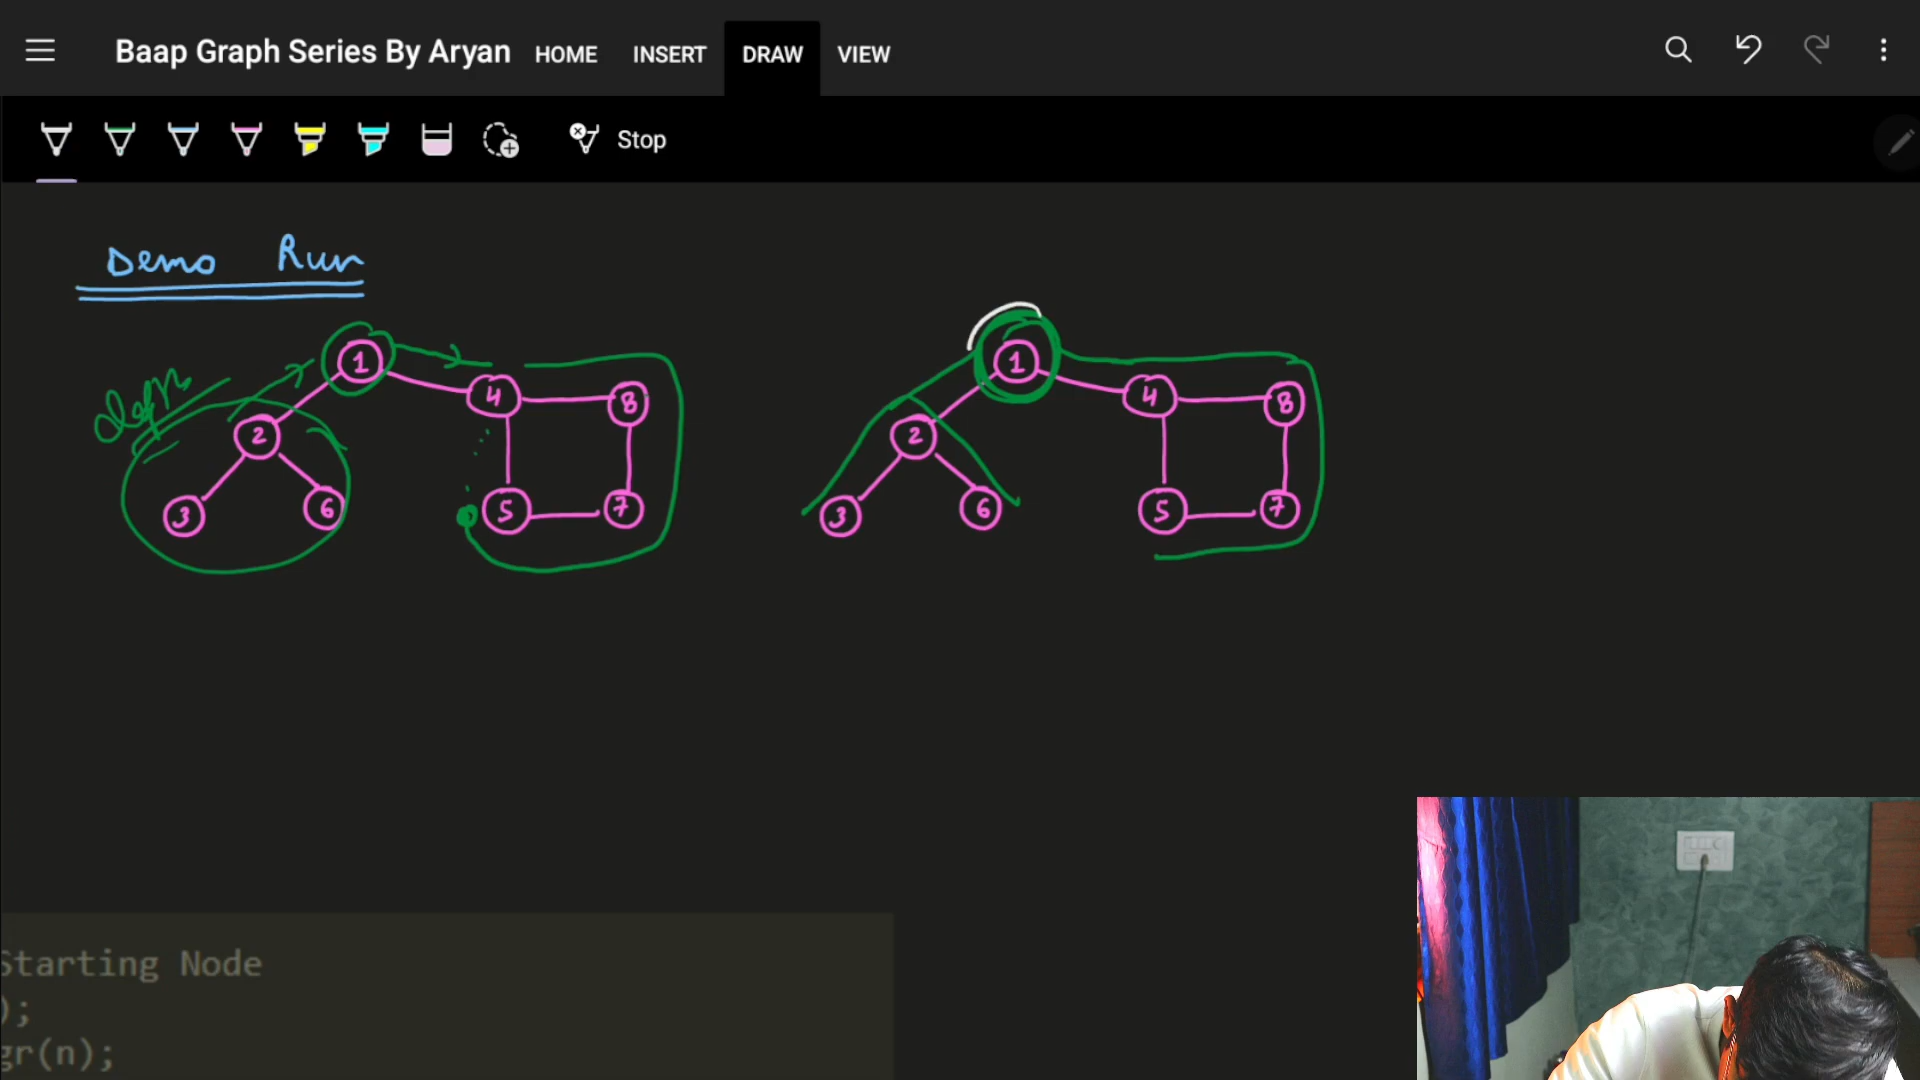 Baap Graph Series By Aryan HOME INSERT DRAW VIEW
Stop
Demo Run
1 4 8 2 3 6 5 7
1 4 8 2 3 6 5 7
Starting Node
);
gr(n);